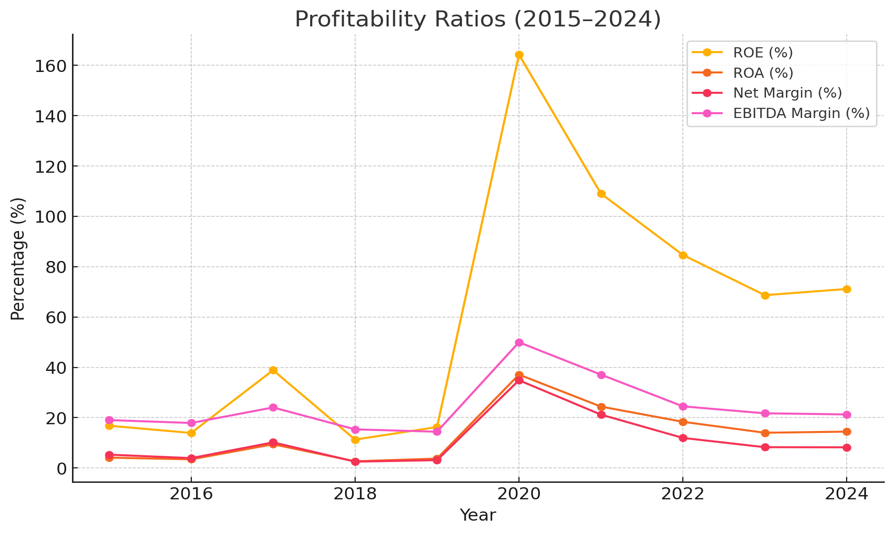 Profitability Ratios (2015–2024)
ROE (%)
ROA (%)
Net Margin (%)
EBITDA Margin (%)
Percentage (%)
160
140
120
100
80
60
40
20
0
2016
2018
2020
2022
2024
Year